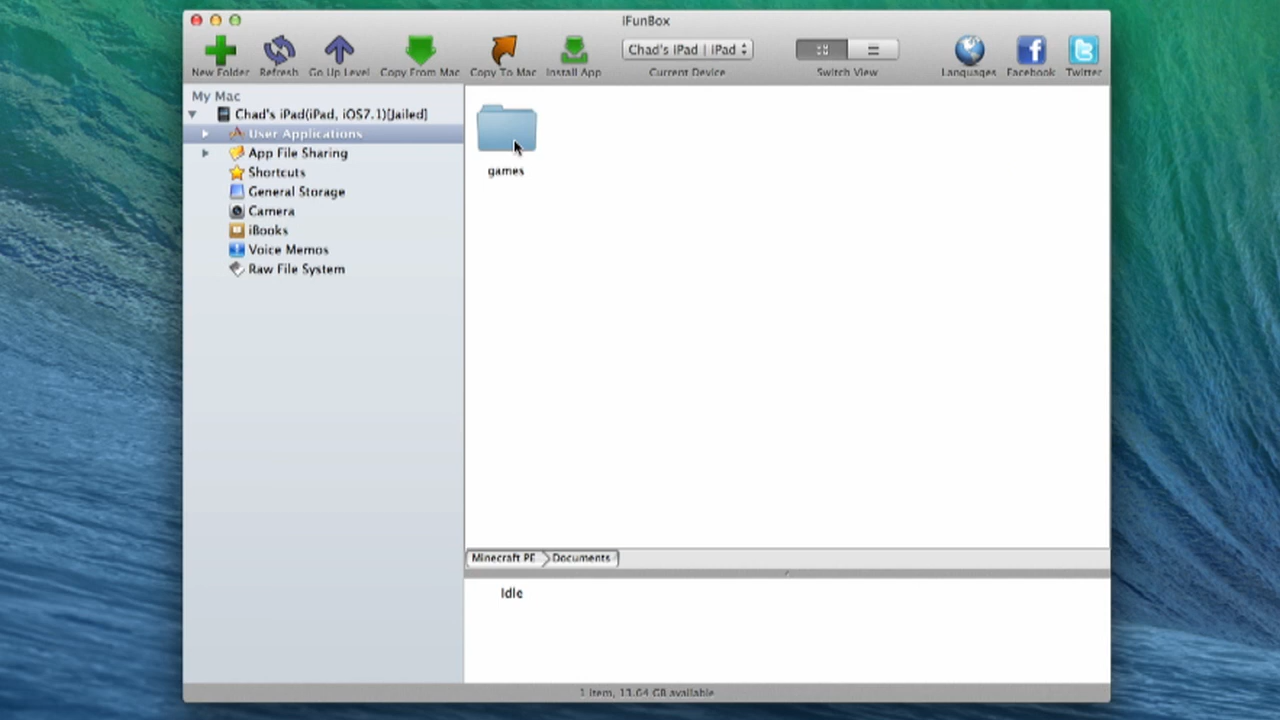 iFunBox
New Folder Refresh Go Up Level Copy From Mac Copy To Mac Install App Chad's iPad | iPad Current Device Switch View Languages Facebook Twitter
My Mac
Chad's iPad(iPad, iOS7.1)[Jailed]
User Applications
App File Sharing
Shortcuts
General Storage
Camera
iBooks
Voice Memos
Raw File System
games
Minecraft PE Documents
Idle
1 item, 13.64 GB available